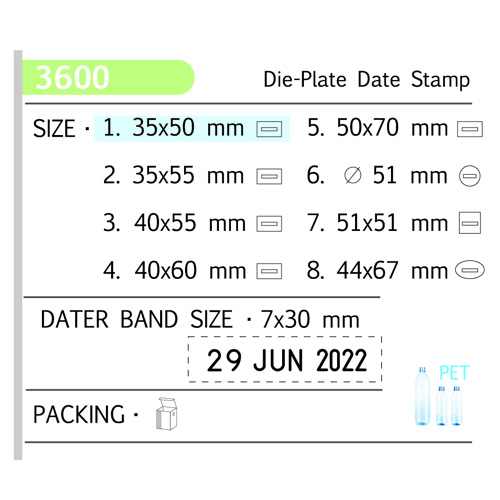 3600 Die-Plate Date Stamp
SIZE · 1. 35x50 mm 5. 50x70 mm
2. 35x55 mm 6. ∅ 51 mm
3. 40x55 mm 7. 51x51 mm
4. 40x60 mm 8. 44x67 mm
DATER BAND SIZE · 7x30 mm
29 JUN 2022
PET
PACKING ·